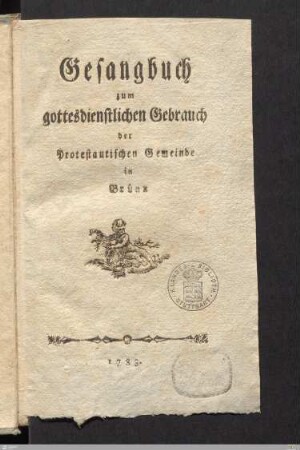 Gesangbuch
zum
gottesdienstlichen Gebrauch
der
Protestantischen Gemeinde
in
Brünn
1783.